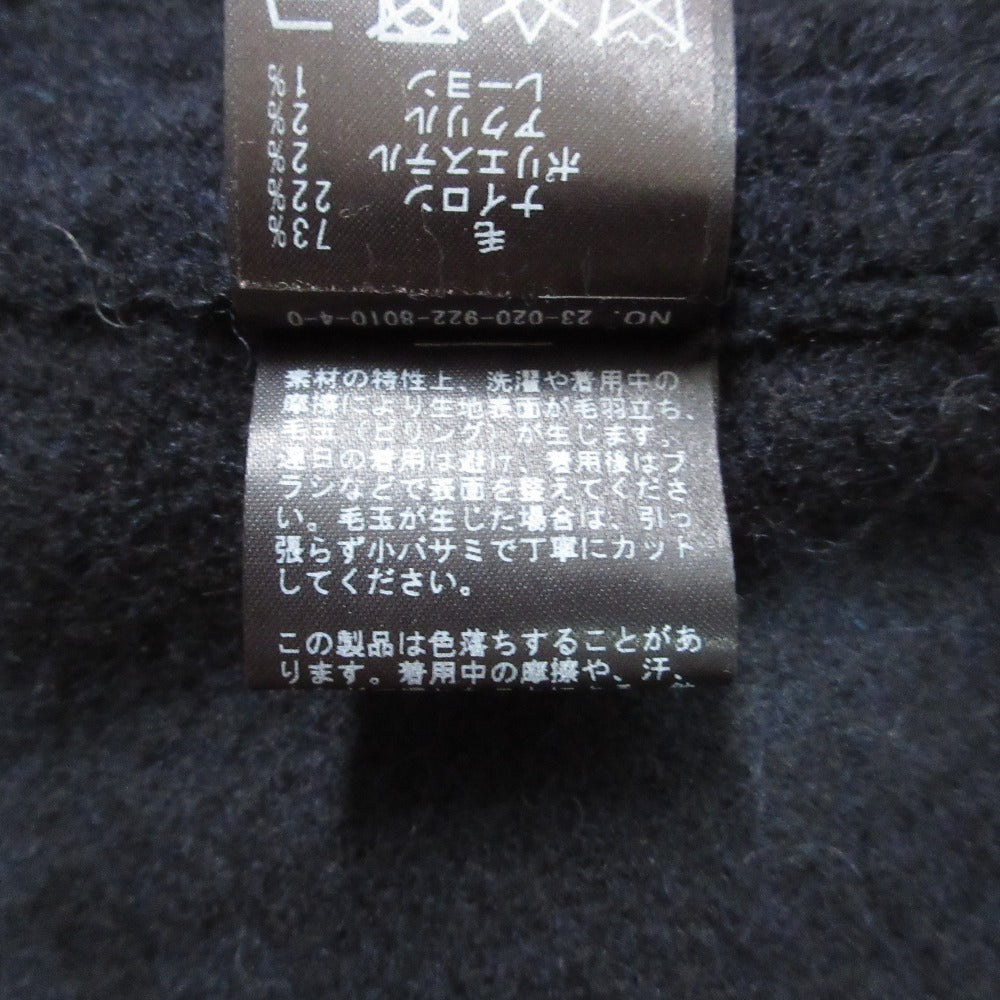 毛 73%
ナイロン 22%
ポリエステル 2%
アクリル 2%
レーヨン 1%
NO. 23-020-922-8010-4-0
素材の特性上、洗濯や着用中の
摩擦により生地表面が毛羽立ち、
毛玉(ピリング)が生じます。
連日の着用は避け、着用後はブ
ラシなどで表面を整えてくださ
い。毛玉が生じた場合は、引っ
張らず小バサミで丁寧にカット
してください。
この製品は色落ちすることがあ
ります。着用中の摩擦や、汗、